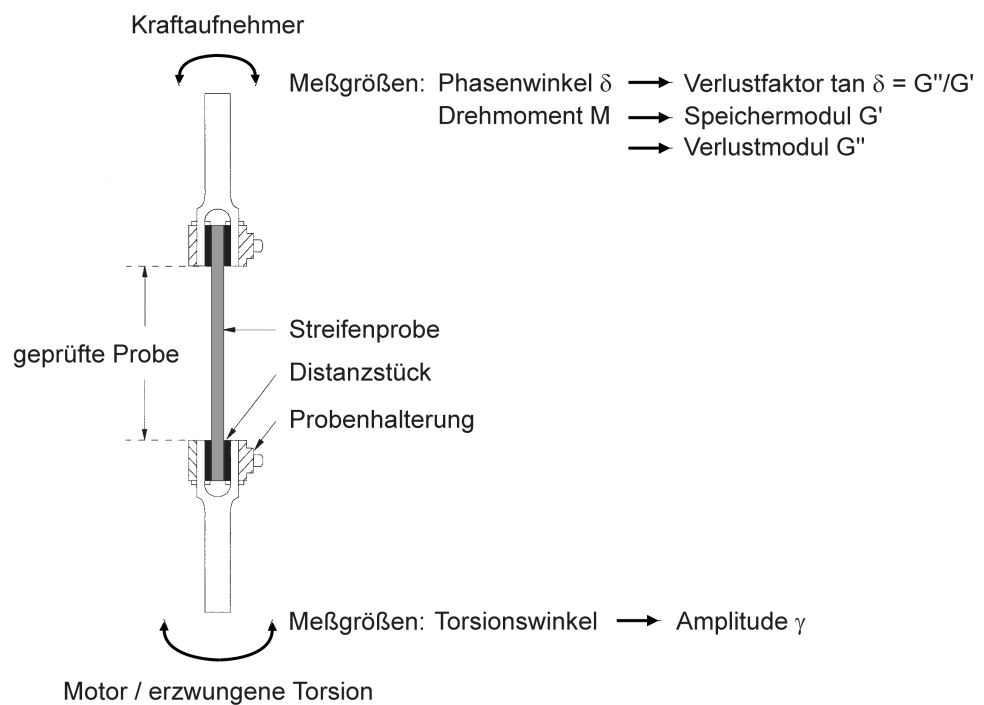 Kraftaufnehmer
Meßgrößen: Phasenwinkel δ → Verlustfaktor tan δ = G"/G'
Drehmoment M → Speichermodul G'
→ Verlustmodul G"
Streifenprobe
geprüfte Probe
Distanzstück
Probenhalterung
Meßgrößen: Torsionswinkel → Amplitude γ
Motor / erzwungene Torsion